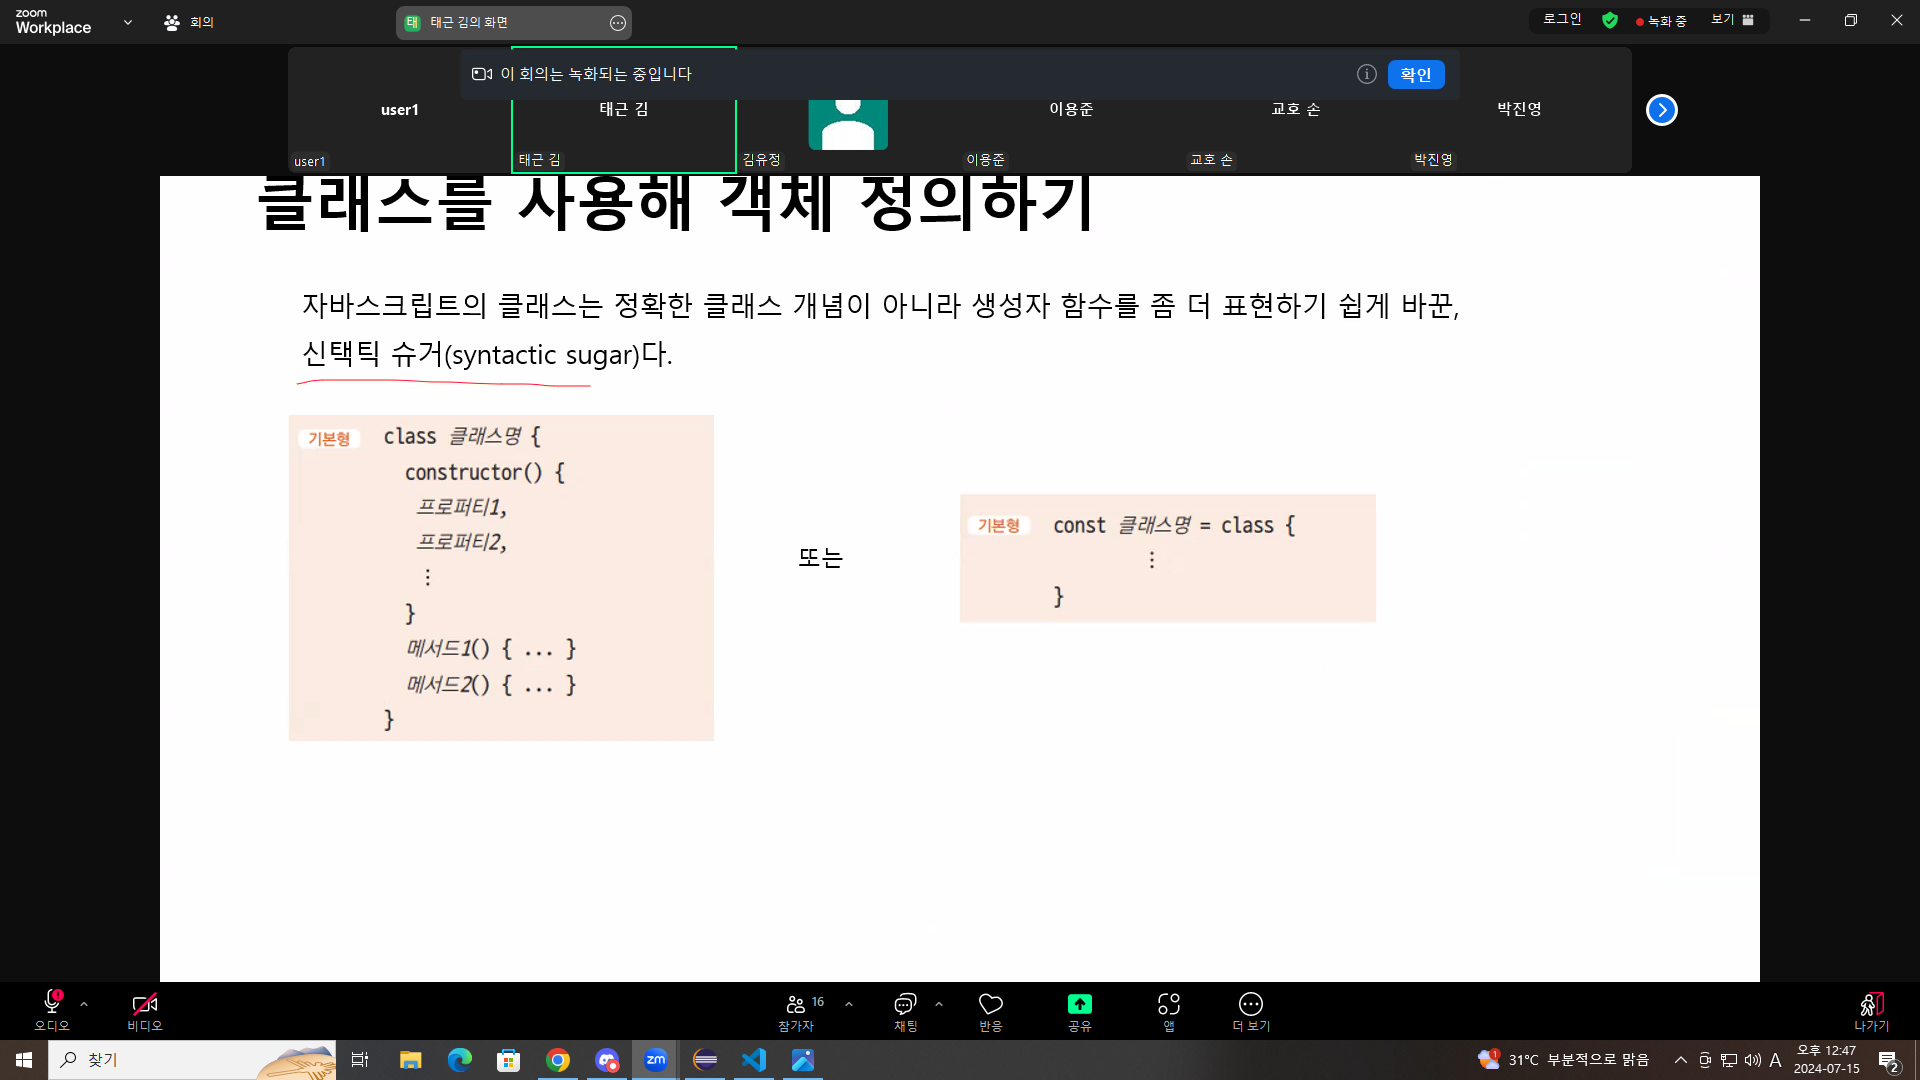 zoom
Workplace
회의
태
태근 김의 화면
로그인
녹화 중
보기
이 회의는 녹화되는 중입니다
확인
user1
태근 김
이용준
교호 손
박진영
user1
태근 김
김유정
이용준
교호 손
박진영
클래스를 사용해 객체 정의하기
자바스크립트의 클래스는 정확한 클래스 개념이 아니라 생성자 함수를 좀 더 표현하기 쉽게 바꾼,
신택틱 슈거(syntactic sugar)다.
기본형
class 클래스명 {
constructor() {
프로퍼티1,
프로퍼티2,
⋮
}
메서드1() { ... }
메서드2() { ... }
}
또는
기본형
const 클래스명 = class {
⋮
}
오디오
비디오
16
참가자
채팅
반응
공유
앱
더 보기
나가기
찾기
zm
1
31°C 부분적으로 맑음
A
오후 12:47
2024-07-15
2